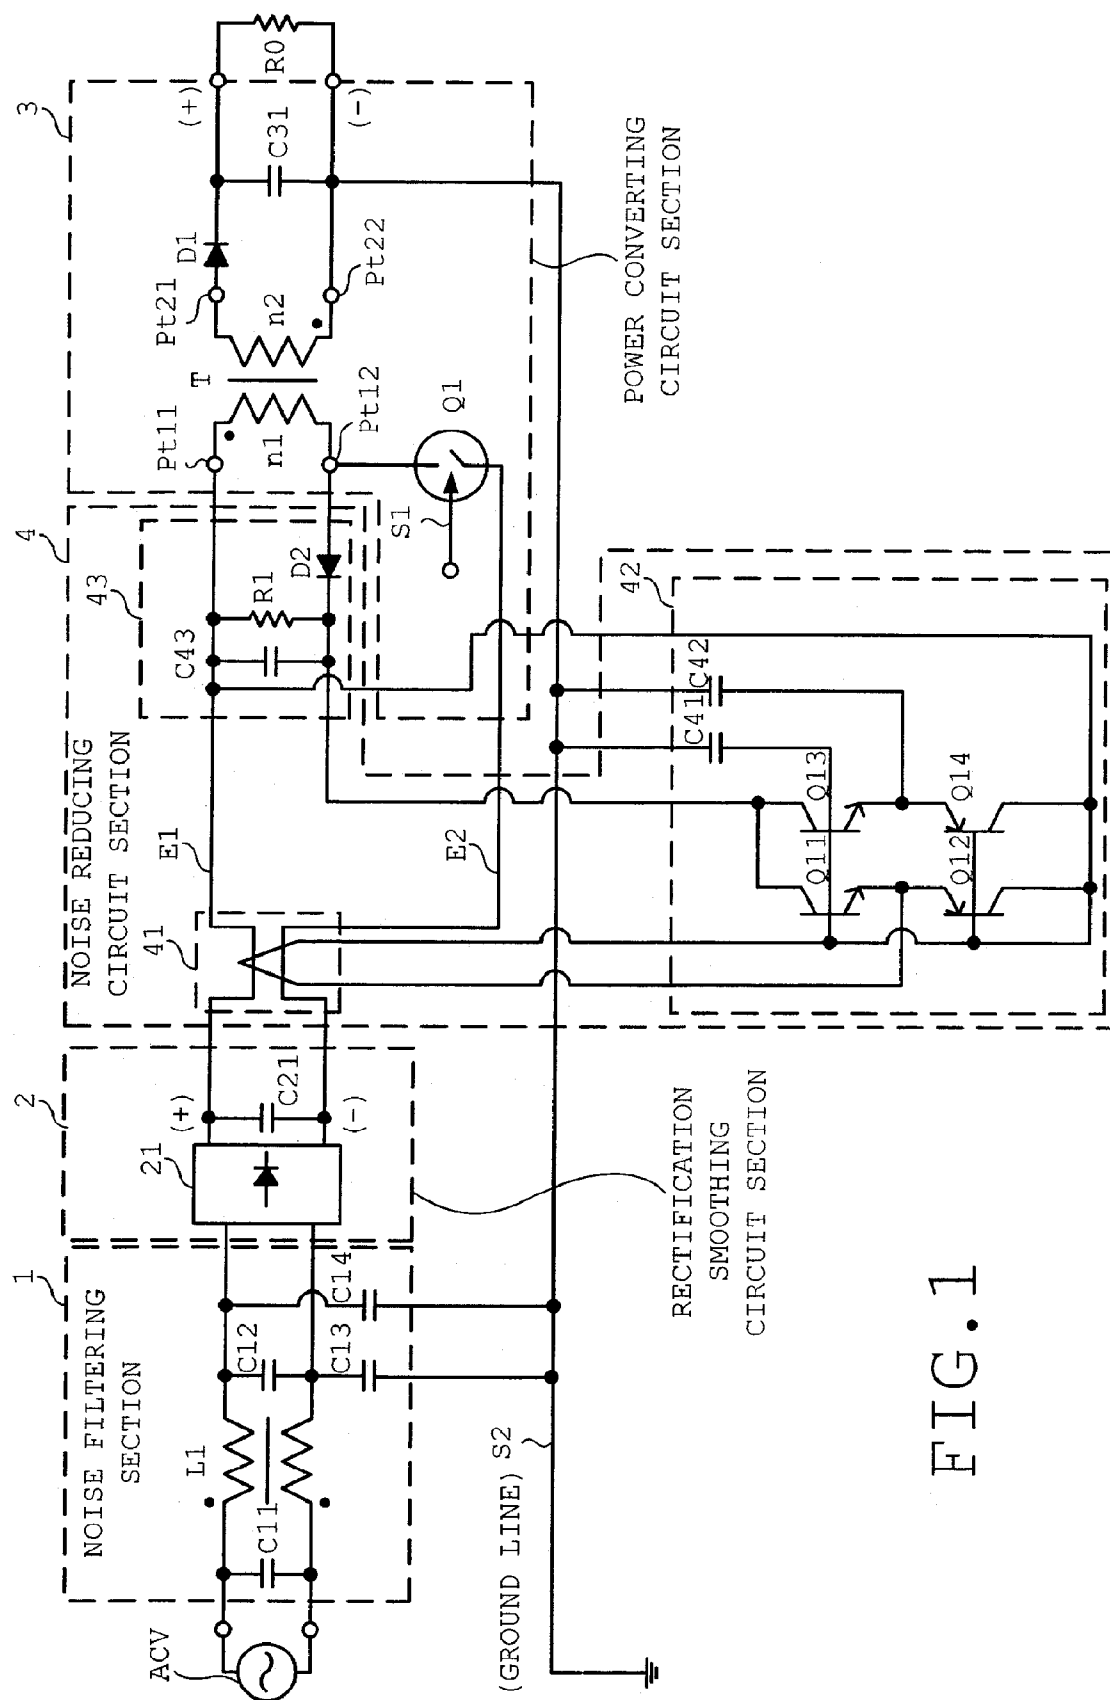 ACV
1
NOISE FILTERING
SECTION
C11
L1
C12
C13
C14
2
21
(+)
(-)
C21
RECTIFICATION
SMOOTHING
CIRCUIT SECTION
(GROUND LINE) S2
NOISE REDUCING
CIRCUIT SECTION
4
41
E1
E2
43
C43
R1
D2
42
C41
C42
Q11
Q13
Q12
Q14
3
Pt11
Pt12
n1
T
n2
Pt21
Pt22
D1
C31
(+)
(-)
R0
S1
Q1
POWER CONVERTING
CIRCUIT SECTION
FIG. 1